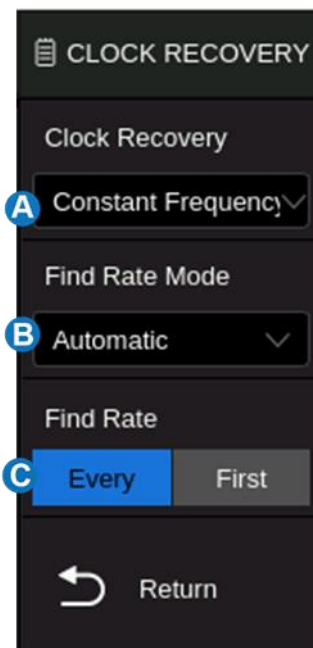 CLOCK RECOVERY
Clock Recovery
A
Constant Frequency
Find Rate Mode
B
Automatic
Find Rate
C
Every First
Return